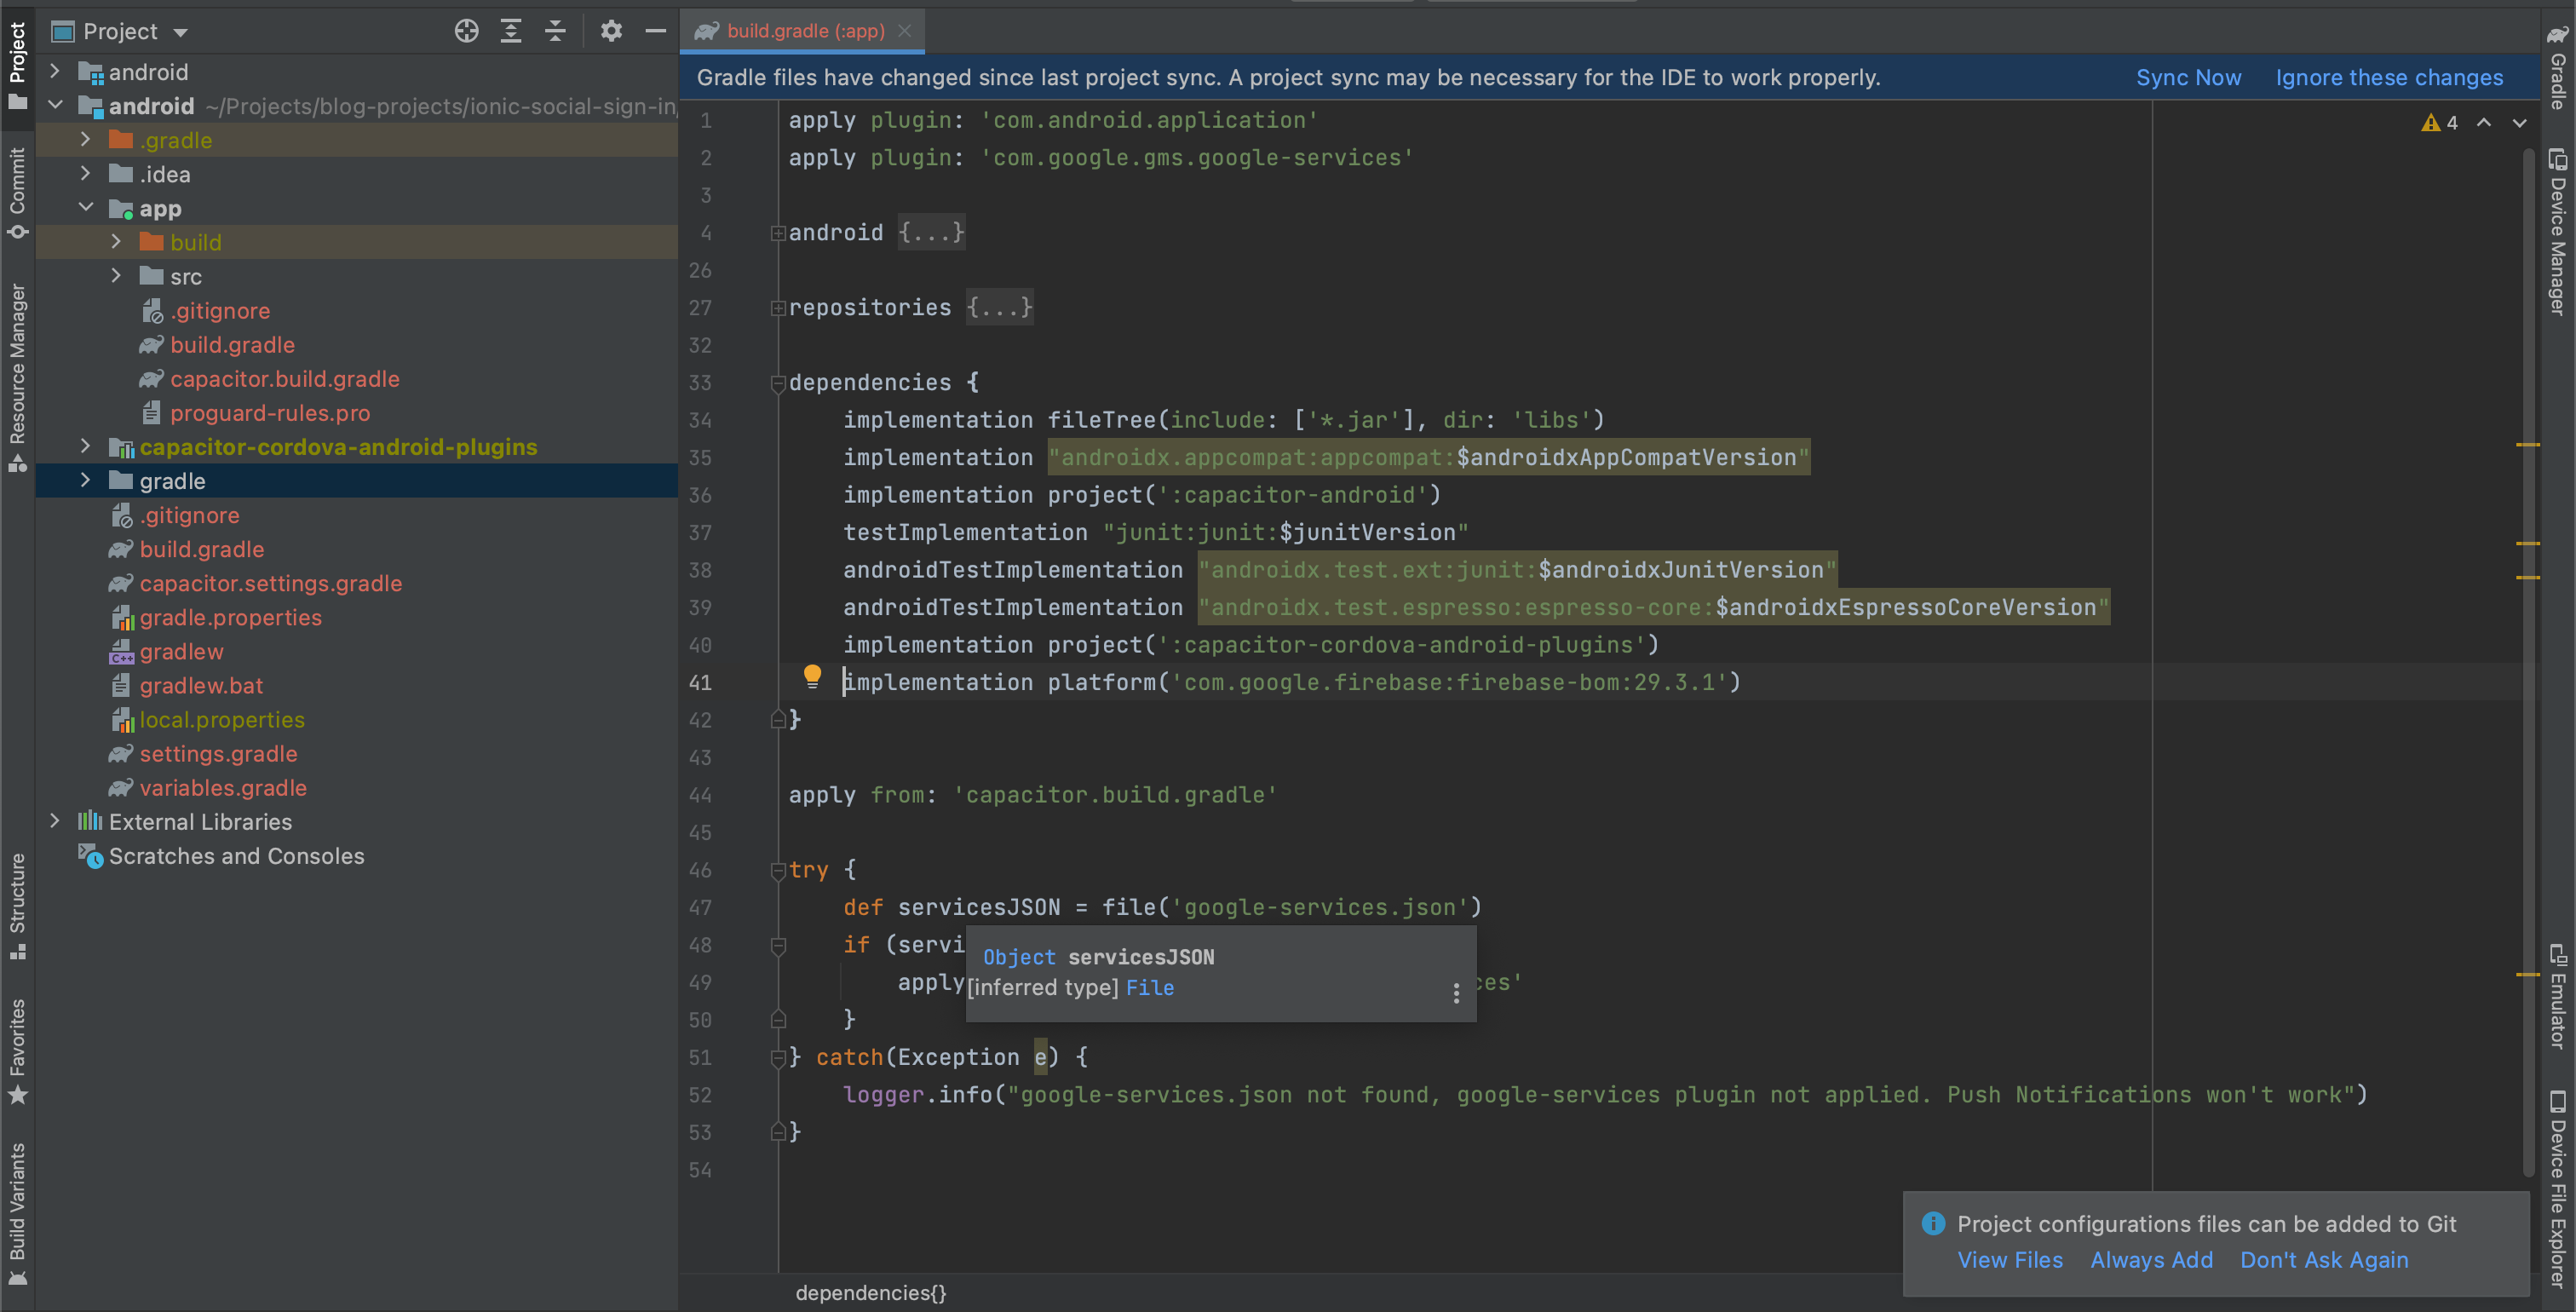 Project
build.gradle (:app)
Gradle files have changed since last project sync. A project sync may be necessary for the IDE to work properly.
Sync Now
Ignore these changes
Project
Commit
Resource Manager
Structure
Favorites
Build Variants
android
android ~/Projects/blog-projects/ionic-social-sign-in/
.gradle
.idea
app
build
src
.gitignore
build.gradle
capacitor.build.gradle
proguard-rules.pro
capacitor-cordova-android-plugins
gradle
.gitignore
build.gradle
capacitor.settings.gradle
gradle.properties
C++
gradlew
gradlew.bat
local.properties
settings.gradle
variables.gradle
External Libraries
Scratches and Consoles
1 apply plugin: 'com.android.application'
2 apply plugin: 'com.google.gms.google-services'
3
4 android {...}
26
27 repositories {...}
32
33 dependencies {
34 implementation fileTree(include: ['*.jar'], dir: 'libs')
35 implementation "androidx.appcompat:appcompat:$androidxAppCompatVersion"
36 implementation project(':capacitor-android')
37 testImplementation "junit:junit:$junitVersion"
38 androidTestImplementation "androidx.test.ext:junit:$androidxJunitVersion"
39 androidTestImplementation "androidx.test.espresso:espresso-core:$androidxEspressoCoreVersion"
40 implementation project(':capacitor-cordova-android-plugins')
41 implementation platform('com.google.firebase:firebase-bom:29.3.1')
42 }
43
44 apply from: 'capacitor.build.gradle'
45
46 try {
47 def servicesJSON = file('google-services.json')
48 if (servi
49 apply ces'
50 }
51 } catch(Exception e) {
52 logger.info("google-services.json not found, google-services plugin not applied. Push Notifications won't work")
53 }
54
Object servicesJSON
[inferred type] File
4
dependencies{}
Project configurations files can be added to Git
View Files
Always Add
Don't Ask Again
Gradle
Device Manager
Emulator
Device File Explorer